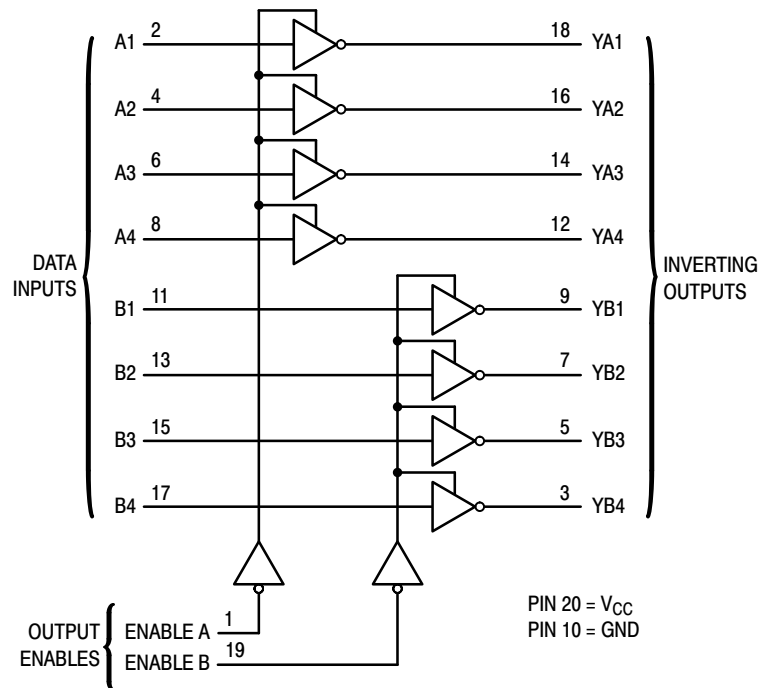 A1 2 18 YA1
A2 4 16 YA2
A3 6 14 YA3
A4 8 12 YA4
DATA
INPUTS
INVERTING
OUTPUTS
B1 11 9 YB1
B2 13 7 YB2
B3 15 5 YB3
B4 17 3 YB4
OUTPUT
ENABLES
ENABLE A 1
ENABLE B 19
PIN 20 = VCC
PIN 10 = GND